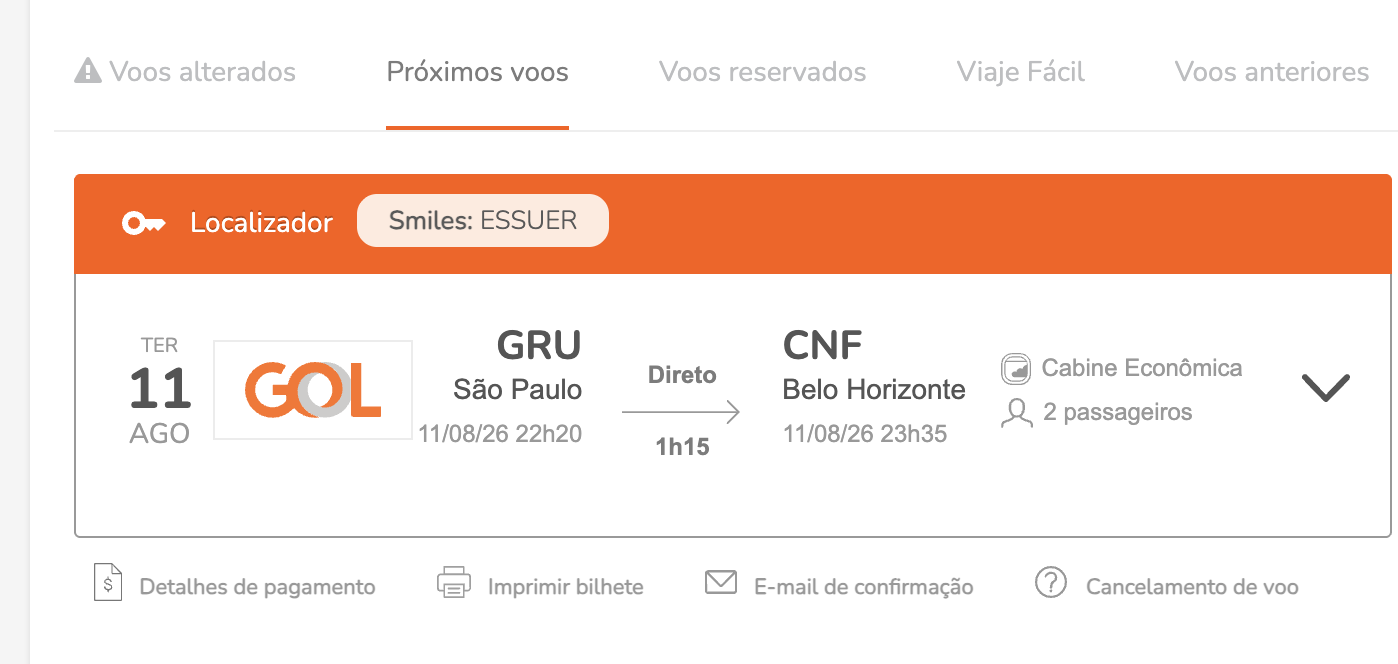 Voos alterados
Próximos voos
Voos reservados
Viaje Fácil
Voos anteriores
Localizador
Smiles: ESSUER
TER
11
AGO
GOL
GRU
São Paulo
11/08/26 22h20
Direto
1h15
CNF
Belo Horizonte
11/08/26 23h35
Cabine Econômica
2 passageiros
$
Detalhes de pagamento
Imprimir bilhete
E-mail de confirmação
?
Cancelamento de voo